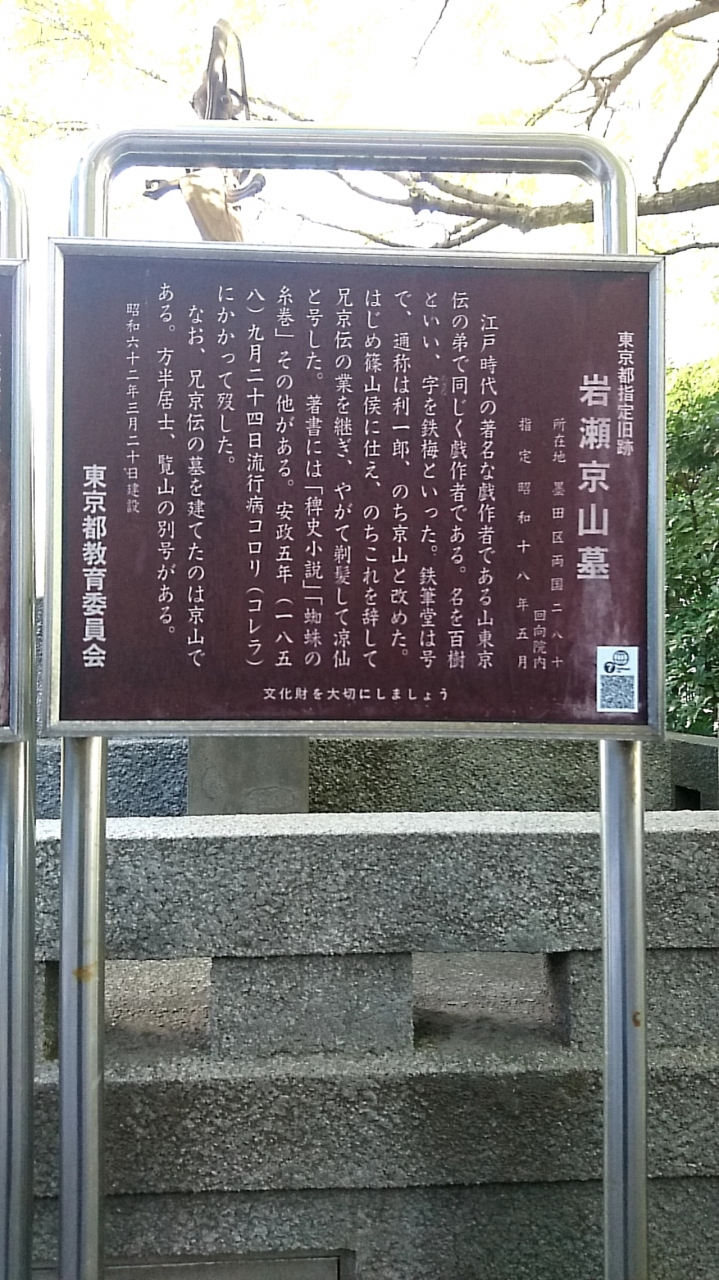 東京都指定旧跡
岩瀬京山墓
所在地 墨田区両国二ノ八ノ十
回向院内
指定 昭和十八年五月
江戸時代の著名な戯作者である山東京
伝の弟で同じく戯作者である。名を百樹
といい、字を鉄梅といった。鉄筆堂は号
で、通称は利一郎、のち京山と改めた。
はじめ篠山侯に仕え、のちこれを辞して
兄京伝の業を継ぎ、やがて剃髪して凉仙
と号した。著書には「稗史小説」「蜘蛛の
糸巻」その他がある。安政五年（一八五
八）九月二十四日流行病コロリ（コレラ）
にかかって歿した。
なお、兄京伝の墓を建てたのは京山で
ある。方半居士、覧山の別号がある。
昭和六十二年三月二十日 建設
東京都教育委員会
文化財を大切にしましょう